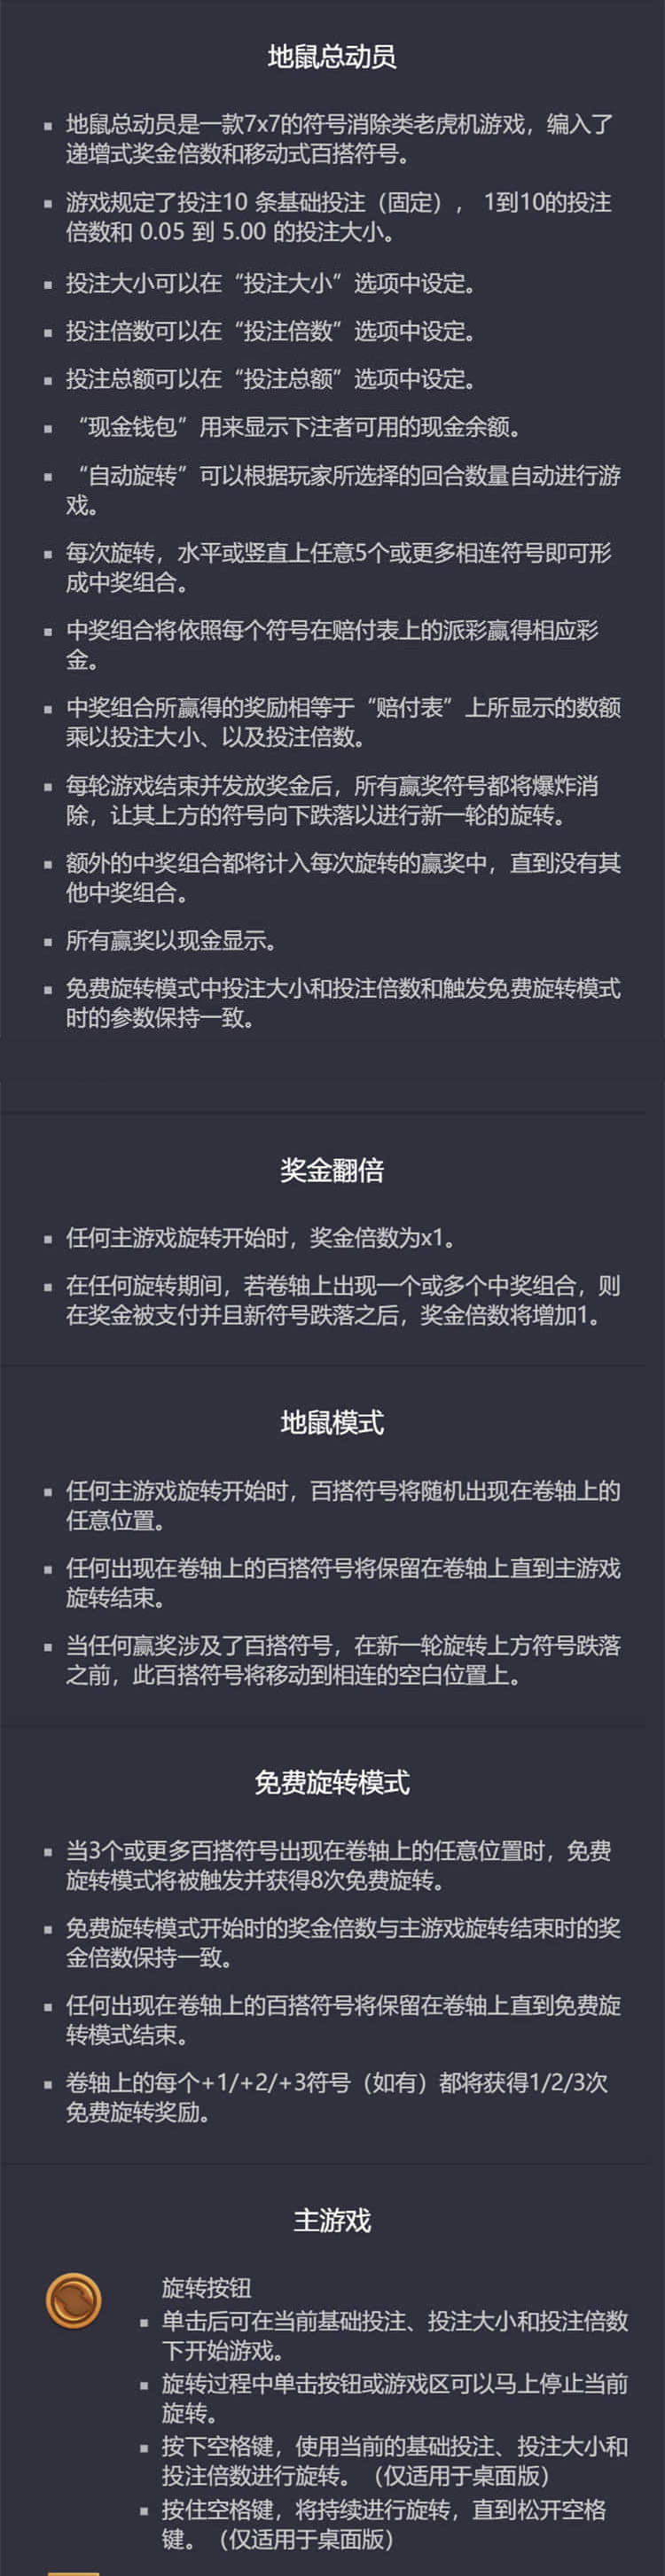 地鼠总动员
地鼠总动员是一款7x7的符号消除类老虎机游戏，编入了
递增式奖金倍数和移动式百搭符号。
游戏规定了投注10 条基础投注（固定）， 1到10的投注
倍数和 0.05 到 5.00 的投注大小。
投注大小可以在“投注大小”选项中设定。
投注倍数可以在“投注倍数”选项中设定。
投注总额可以在“投注总额”选项中设定。
“现金钱包”用来显示下注者可用的现金余额。
“自动旋转”可以根据玩家所选择的回合数量自动进行游
戏。
每次旋转，水平或竖直上任意5个或更多相连符号即可形
成中奖组合。
中奖组合将依照每个符号在赔付表上的派彩赢得相应彩
金。
中奖组合所赢得的奖励相等于“赔付表”上所显示的数额
乘以投注大小、以及投注倍数。
每轮游戏结束并发放奖金后，所有赢奖符号都将爆炸消
除，让其上方的符号向下跌落以进行新一轮的旋转。
额外的中奖组合都将计入每次旋转的赢奖中，直到没有其
他中奖组合。
所有赢奖以现金显示。
免费旋转模式中投注大小和投注倍数和触发免费旋转模式
时的参数保持一致。
奖金翻倍
任何主游戏旋转开始时，奖金倍数为x1。
在任何旋转期间，若卷轴上出现一个或多个中奖组合，则
在奖金被支付并且新符号跌落之后，奖金倍数将增加1。
地鼠模式
任何主游戏旋转开始时，百搭符号将随机出现在卷轴上的
任意位置。
任何出现在卷轴上的百搭符号将保留在卷轴上直到主游戏
旋转结束。
当任何赢奖涉及了百搭符号，在新一轮旋转上方符号跌落
之前，此百搭符号将移动到相连的空白位置上。
免费旋转模式
当3个或更多百搭符号出现在卷轴上的任意位置时，免费
旋转模式将被触发并获得8次免费旋转。
免费旋转模式开始时的奖金倍数与主游戏旋转结束时的奖
金倍数保持一致。
任何出现在卷轴上的百搭符号将保留在卷轴上直到免费旋
转模式结束。
卷轴上的每个+1/+2/+3符号（如有）都将获得1/2/3次
免费旋转奖励。
主游戏
旋转按钮
单击后可在当前基础投注、投注大小和投注倍数
下开始游戏。
旋转过程中单击按钮或游戏区可以马上停止当前
旋转。
按下空格键，使用当前的基础投注、投注大小和
投注倍数进行旋转。（仅适用于桌面版）
按住空格键，将持续进行旋转，直到松开空格
键。（仅适用于桌面版）